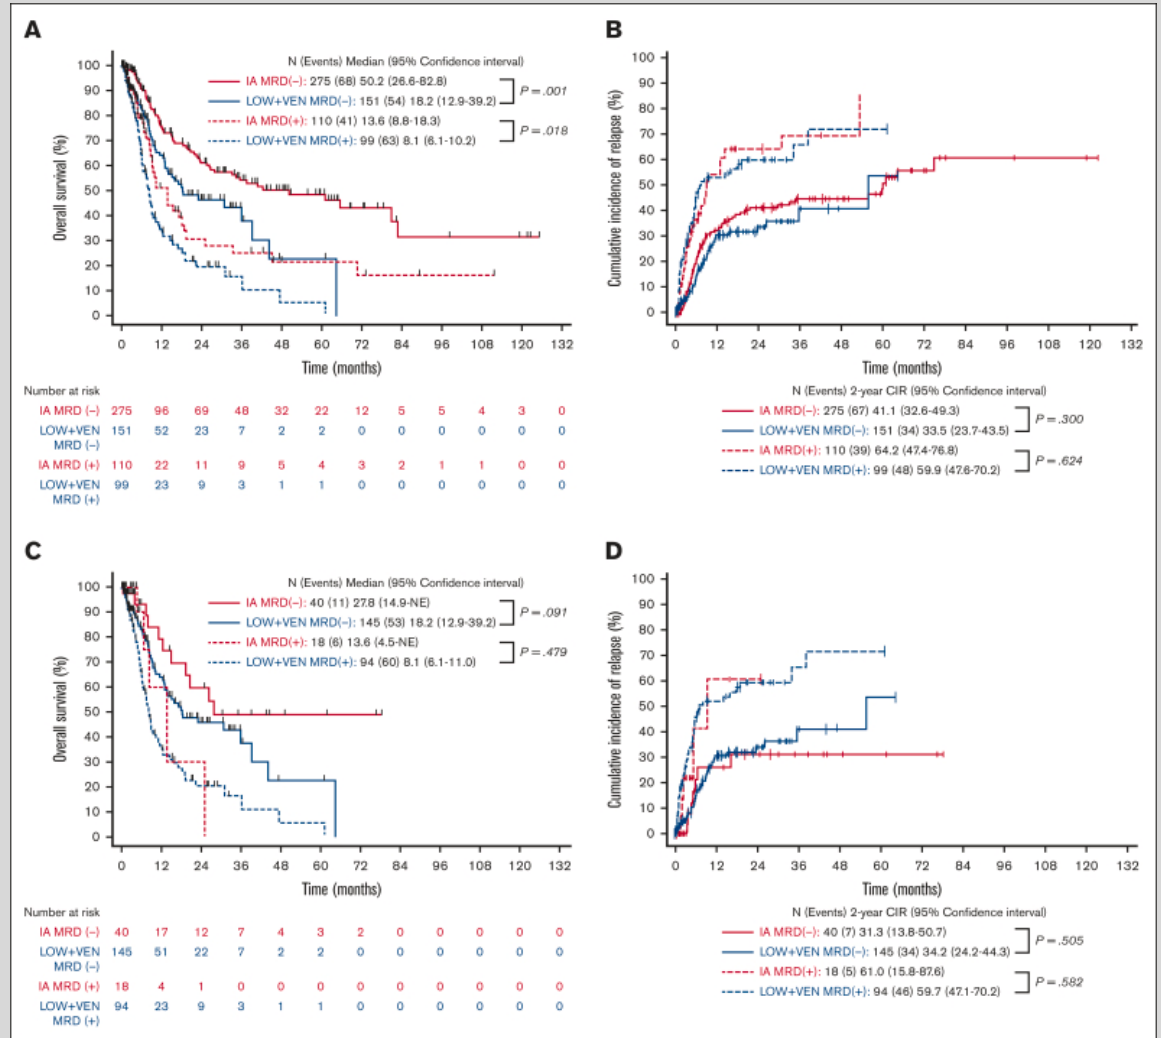 A
N (Events) Median (95% Confidence interval)
IA MRD(–): 275 (68) 50.2 (26.6-82.8)
LOW+VEN MRD(–): 151 (54) 18.2 (12.9-39.2)
P = .001
IA MRD(+): 110 (41) 13.6 (8.8-18.3)
LOW+VEN MRD(+): 99 (63) 8.1 (6.1-10.2)
P = .018
Overall survival (%)
100
90
80
70
60
50
40
30
20
10
0
0 12 24 36 48 60 72 84 96 108 120 132
Time (months)
Number at risk
IA MRD (–) 275 96 69 48 32 22 12 5 5 4 3 0
LOW+VEN 151 52 23 7 2 2 0 0 0 0 0 0
MRD (–)
IA MRD (+) 110 22 11 9 5 4 3 2 1 1 0 0
LOW+VEN 99 23 9 3 1 1 0 0 0 0 0 0
MRD (+)
B
Cumulative incidence of relapse (%)
100
90
80
70
60
50
40
30
20
10
0
0 12 24 36 48 60 72 84 96 108 120 132
Time (months)
N (Events) 2-year CIR (95% Confidence interval)
IA MRD(–): 275 (67) 41.1 (32.6-49.3)
LOW+VEN MRD(–): 151 (34) 33.5 (23.7-43.5)
P = .300
IA MRD(+): 110 (39) 64.2 (47.4-76.8)
LOW+VEN MRD(+): 99 (48) 59.9 (47.6-70.2)
P = .624
C
N (Events) Median (95% Confidence interval)
IA MRD(–): 40 (11) 27.8 (14.9-NE)
LOW+VEN MRD(–): 145 (53) 18.2 (12.9-39.2)
P = .091
IA MRD(+): 18 (6) 13.6 (4.5-NE)
LOW+VEN MRD(+): 94 (60) 8.1 (6.1-11.0)
P = .479
Overall survival (%)
100
90
80
70
60
50
40
30
20
10
0
0 12 24 36 48 60 72 84 96 108 120 132
Time (months)
Number at risk
IA MRD (–) 40 17 12 7 4 3 2 0 0 0 0 0
LOW+VEN 145 51 22 7 2 2 0 0 0 0 0 0
MRD (–)
IA MRD (+) 18 4 1 0 0 0 0 0 0 0 0 0
LOW+VEN 94 23 9 3 1 1 0 0 0 0 0 0
MRD (+)
D
Cumulative incidence of relapse (%)
100
90
80
70
60
50
40
30
20
10
0
0 12 24 36 48 60 72 84 96 108 120 132
Time (months)
N (Events) 2-year CIR (95% Confidence interval)
IA MRD(–): 40 (7) 31.3 (13.8-50.7)
LOW+VEN MRD(–): 145 (34) 34.2 (24.2-44.3)
P = .505
IA MRD(+): 18 (5) 61.0 (15.8-87.6)
LOW+VEN MRD(+): 94 (46) 59.7 (47.1-70.2)
P = .582